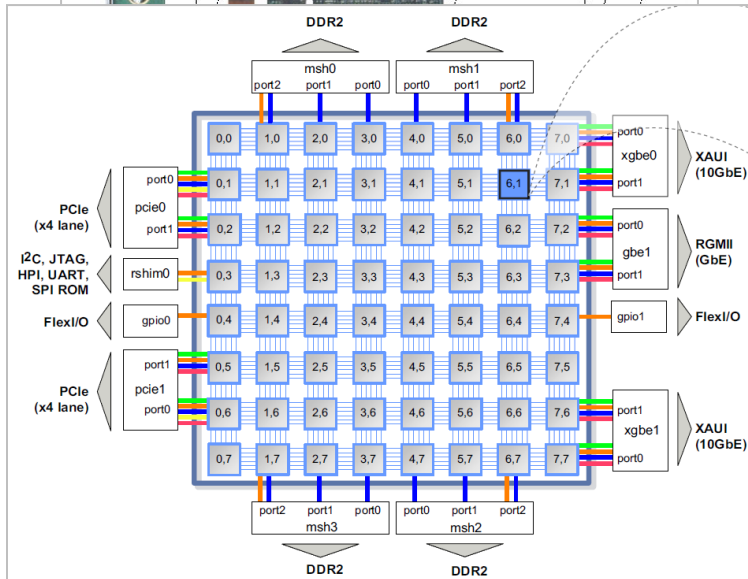 DDR2 DDR2
msh0 msh1
port2 port1 port0 port0 port1 port2
0,0 1,0 2,0 3,0 4,0 5,0 6,0 7,0
port0
xgbe0
port1
XAUI
(10GbE)
0,1 1,1 2,1 3,1 4,1 5,1 6,1 7,1
port0
pcie0
port1
PCIe
(x4 lane)
0,2 1,2 2,2 3,2 4,2 5,2 6,2 7,2
port0
gbe1
port1
RGMII
(GbE)
I²C, JTAG,
HPI, UART,
SPI ROM
rshim0
0,3 1,3 2,3 3,3 4,3 5,3 6,3 7,3
FlexI/O gpio0
0,4 1,4 2,4 3,4 4,4 5,4 6,4 7,4
gpio1 FlexI/O
port1
pcie1
port0
PCIe
(x4 lane)
0,5 1,5 2,5 3,5 4,5 5,5 6,5 7,5
0,6 1,6 2,6 3,6 4,6 5,6 6,6 7,6
port1
xgbe1
port0
XAUI
(10GbE)
0,7 1,7 2,7 3,7 4,7 5,7 6,7 7,7
port2 port1 port0 port0 port1 port2
msh3 msh2
DDR2 DDR2